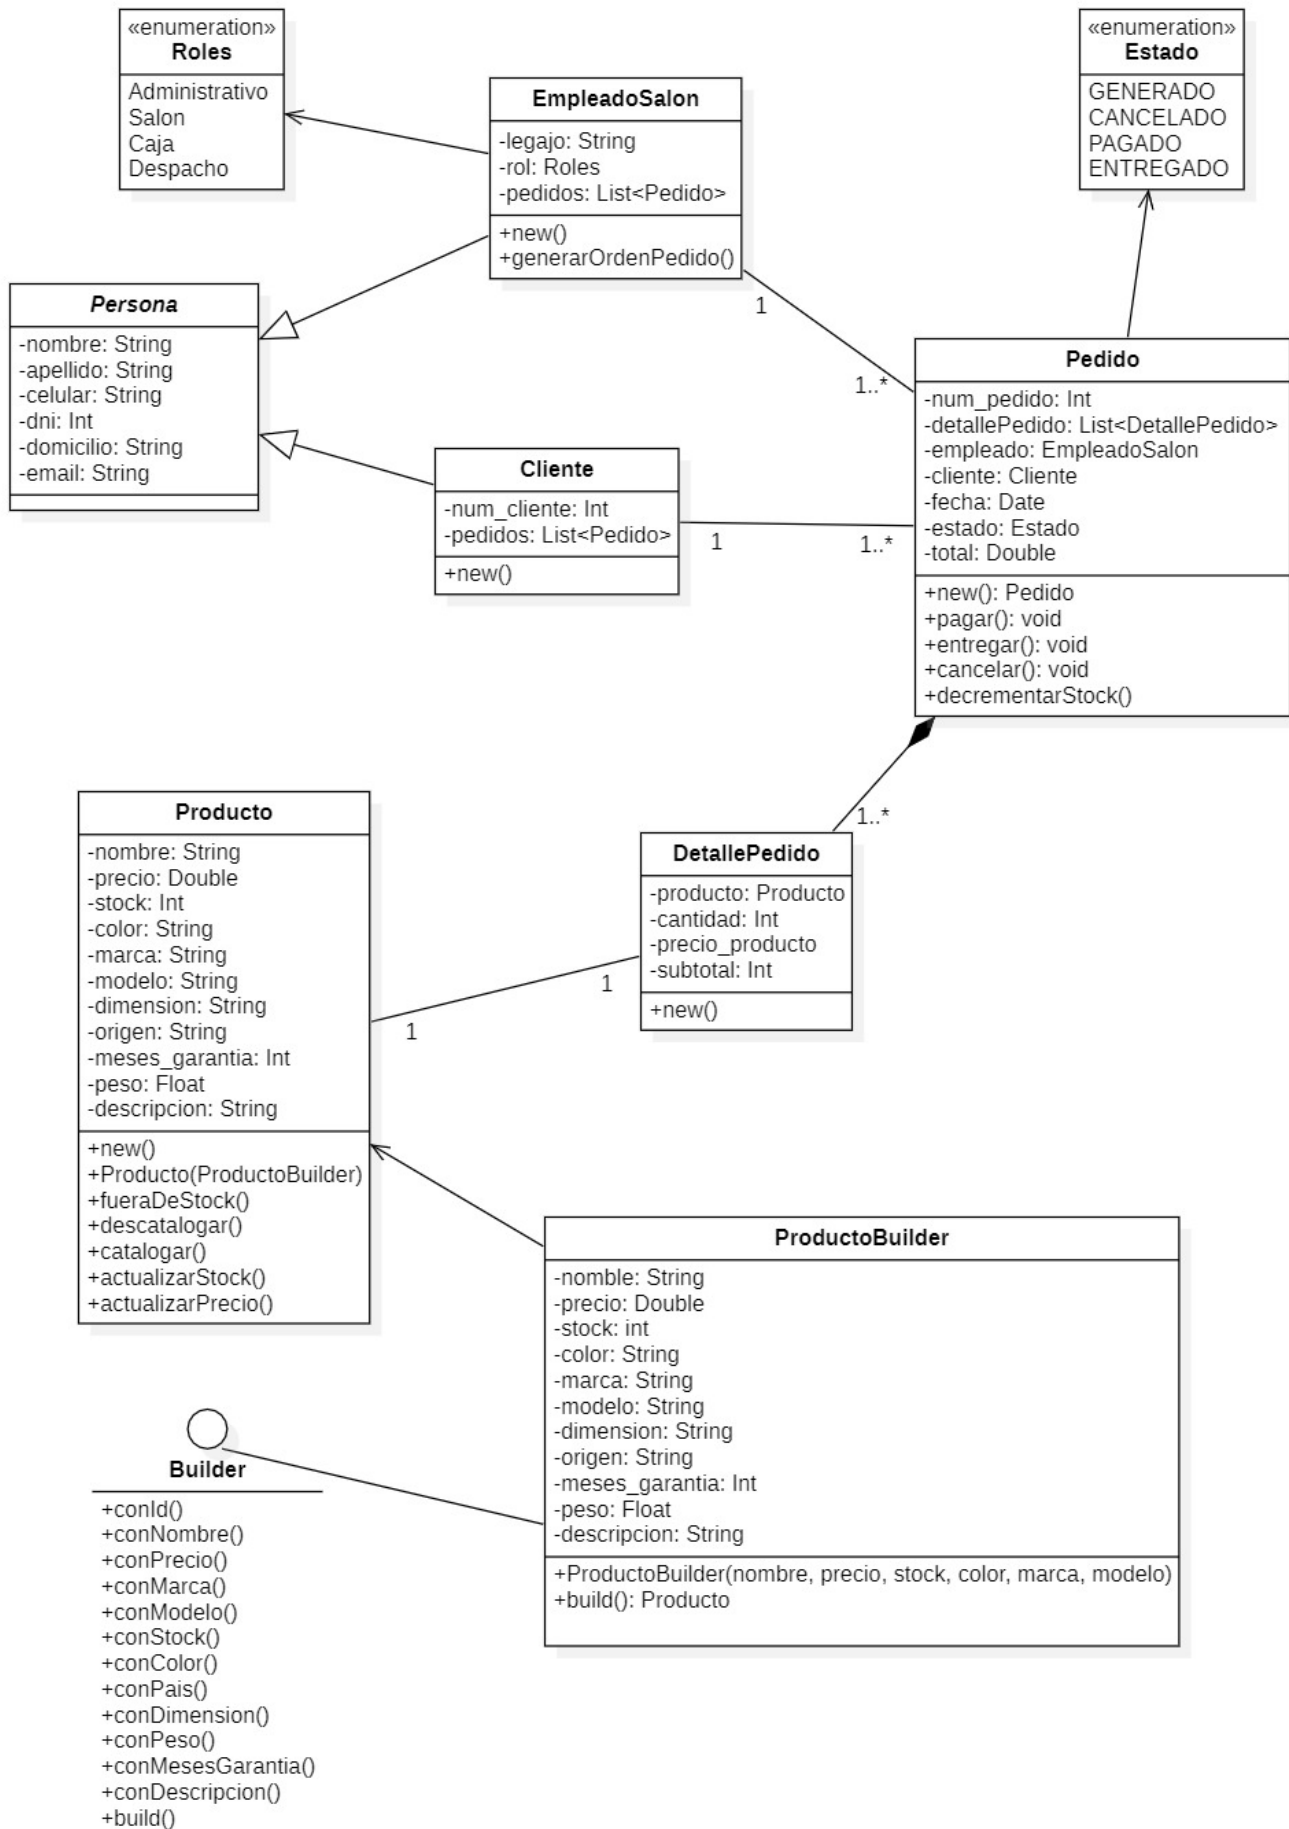 «enumeration»
Roles
Administrativo
Salon
Caja
Despacho
EmpleadoSalon
-legajo: String
-rol: Roles
-pedidos: List<Pedido>
+new()
+generarOrdenPedido()
«enumeration»
Estado
GENERADO
CANCELADO
PAGADO
ENTREGADO
Persona
-nombre: String
-apellido: String
-celular: String
-dni: Int
-domicilio: String
-email: String
1
1..*
Cliente
-num_cliente: Int
-pedidos: List<Pedido>
+new()
1
1..*
Pedido
-num_pedido: Int
-detallePedido: List<DetallePedido>
-empleado: EmpleadoSalon
-cliente: Cliente
-fecha: Date
-estado: Estado
-total: Double
+new(): Pedido
+pagar(): void
+entregar(): void
+cancelar(): void
+decrementarStock()
1..*
Producto
-nombre: String
-precio: Double
-stock: Int
-color: String
-marca: String
-modelo: String
-dimension: String
-origen: String
-meses_garantia: Int
-peso: Float
-descripcion: String
+new()
+Producto(ProductoBuilder)
+fueraDeStock()
+descatalogar()
+catalogar()
+actualizarStock()
+actualizarPrecio()
1
1
DetallePedido
-producto: Producto
-cantidad: Int
-precio_producto
-subtotal: Int
+new()
ProductoBuilder
-nomble: String
-precio: Double
-stock: int
-color: String
-marca: String
-modelo: String
-dimension: String
-origen: String
-meses_garantia: Int
-peso: Float
-descripcion: String
+ProductoBuilder(nombre, precio, stock, color, marca, modelo)
+build(): Producto
Builder
+conId()
+conNombre()
+conPrecio()
+conMarca()
+conModelo()
+conStock()
+conColor()
+conPais()
+conDimension()
+conPeso()
+conMesesGarantia()
+conDescripcion()
+build()